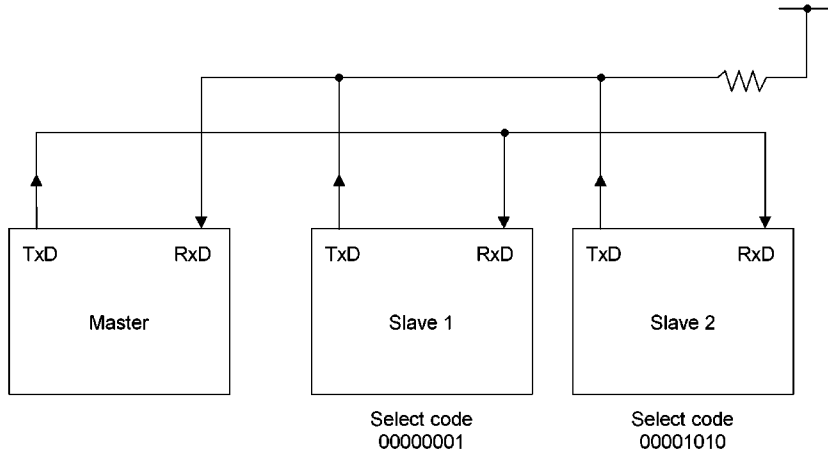 TxD RxD TxD RxD TxD RxD
Master Slave 1 Slave 2
Select code Select code
00000001 00001010